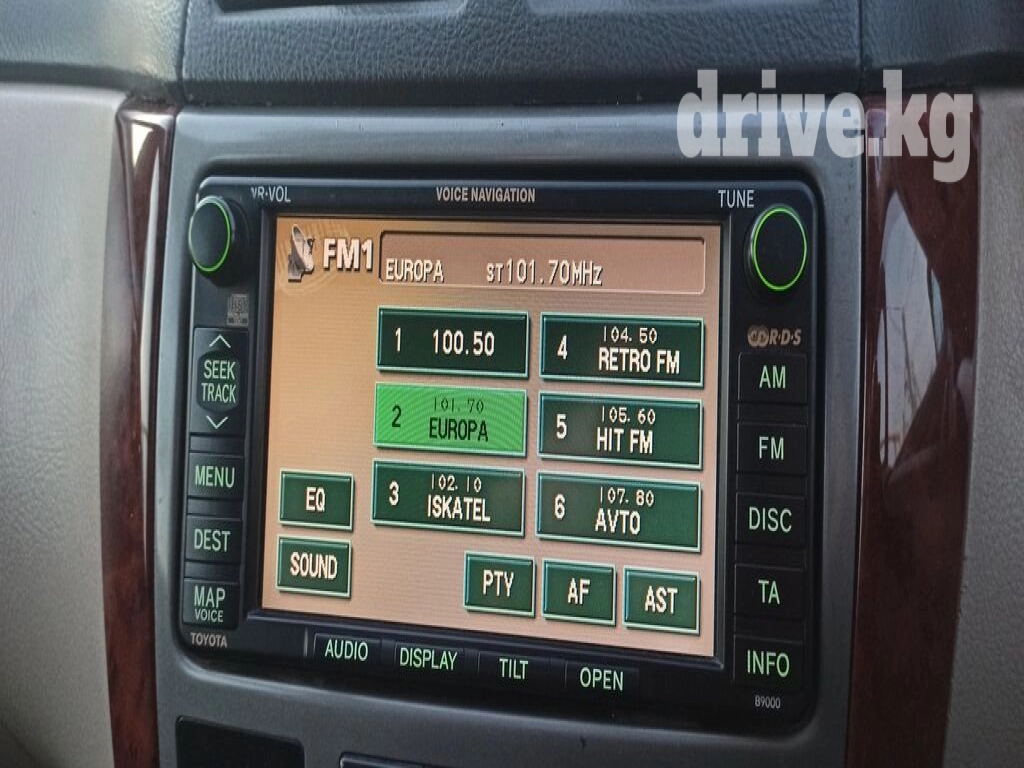 drive.kg
PWR·VOL
VOICE NAVIGATION
TUNE
FM1
EUROPA ST101.70MHz
1 100.50
4 104.50 RETRO FM
2 101.70 EUROPA
5 105.60 HIT FM
3 102.10 ISKATEL
6 107.80 AVTO
EQ
SOUND
PTY
AF
AST
SEEK
TRACK
MENU
DEST
MAP
VOICE
TOYOTA
R·D·S
AM
FM
DISC
TA
INFO
B9000
AUDIO
DISPLAY
TILT
OPEN